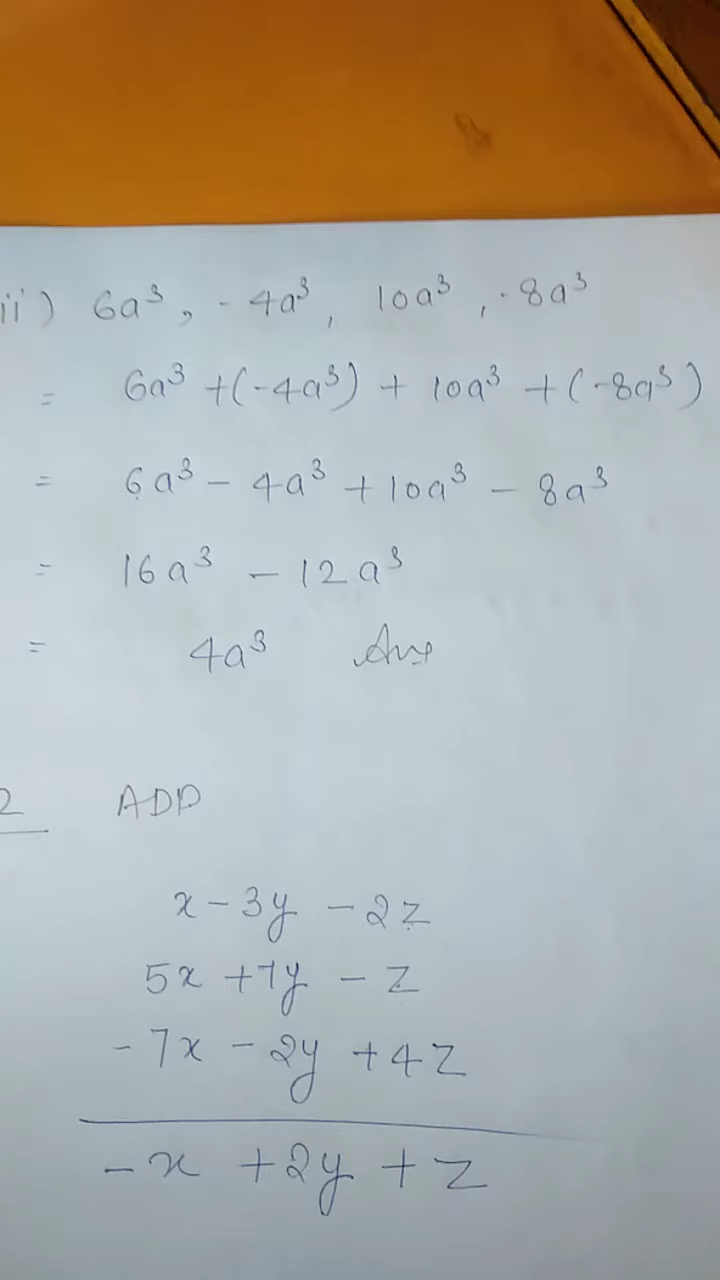 ii) 6a³, -4a³, 10a³, -8a³
= 6a³ +(-4a³) + 10a³ +(-8a³)
= 6a³ - 4a³ + 10a³ - 8a³
= 16a³ - 12a³
= 4a³ Ans
2 ADD
x - 3y - 2z
5x + 7y - z
-7x - 2y + 4z
-x + 2y + z